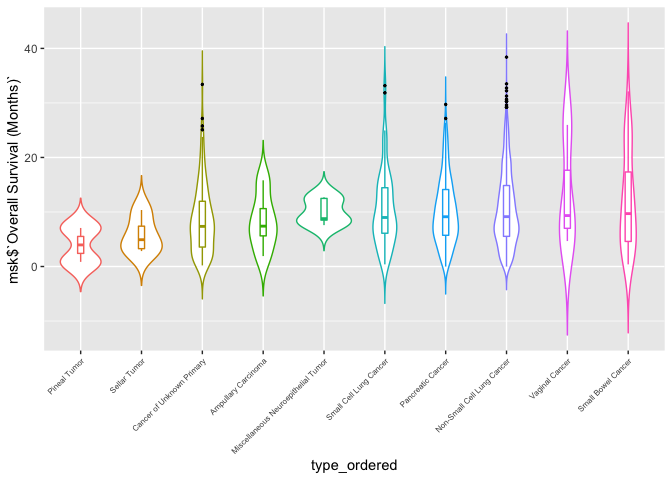 msk$`Overall Survival (Months)`
40
20
0
Pineal Tumor
Sellar Tumor
Cancer of Unknown Primary
Ampullary Carcinoma
Miscellaneous Neuroepithelial Tumor
Small Cell Lung Cancer
Pancreatic Cancer
Non-Small Cell Lung Cancer
Vaginal Cancer
Small Bowel Cancer
type_ordered